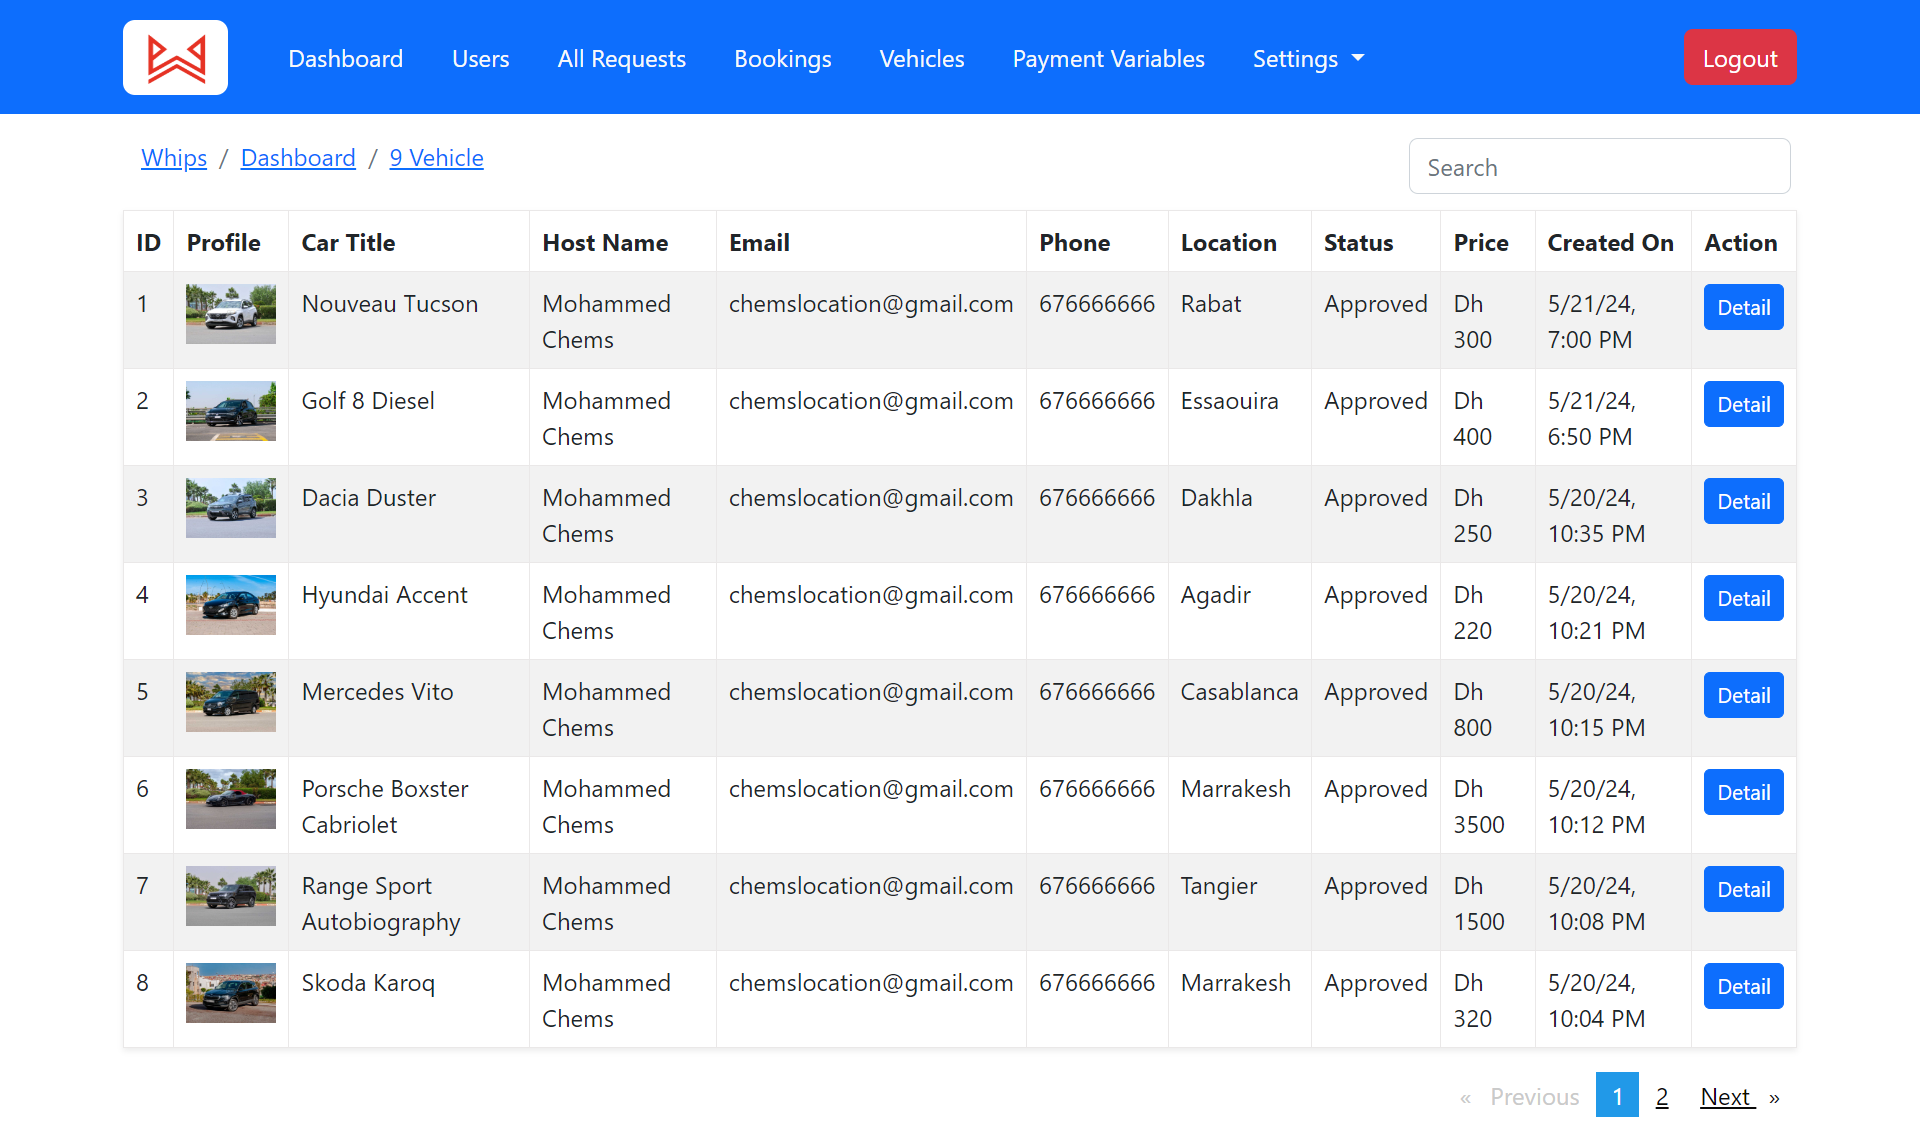 Dashboard Users All Requests Bookings Vehicles Payment Variables Settings Logout
Whips / Dashboard / 9 Vehicle
Search
ID Profile Car Title Host Name Email Phone Location Status Price Created On Action
1 Nouveau Tucson Mohammed chemslocation@gmail.com 676666666 Rabat Approved Dh 5/21/24, Detail
Chems 300 7:00 PM
2 Golf 8 Diesel Mohammed chemslocation@gmail.com 676666666 Essaouira Approved Dh 5/21/24, Detail
Chems 400 6:50 PM
3 Dacia Duster Mohammed chemslocation@gmail.com 676666666 Dakhla Approved Dh 5/20/24, Detail
Chems 250 10:35 PM
4 Hyundai Accent Mohammed chemslocation@gmail.com 676666666 Agadir Approved Dh 5/20/24, Detail
Chems 220 10:21 PM
5 Mercedes Vito Mohammed chemslocation@gmail.com 676666666 Casablanca Approved Dh 5/20/24, Detail
Chems 800 10:15 PM
6 Porsche Boxster Mohammed chemslocation@gmail.com 676666666 Marrakesh Approved Dh 5/20/24, Detail
Cabriolet Chems 3500 10:12 PM
7 Range Sport Mohammed chemslocation@gmail.com 676666666 Tangier Approved Dh 5/20/24, Detail
Autobiography Chems 1500 10:08 PM
8 Skoda Karoq Mohammed chemslocation@gmail.com 676666666 Marrakesh Approved Dh 5/20/24, Detail
Chems 320 10:04 PM
« Previous 1 2 Next »